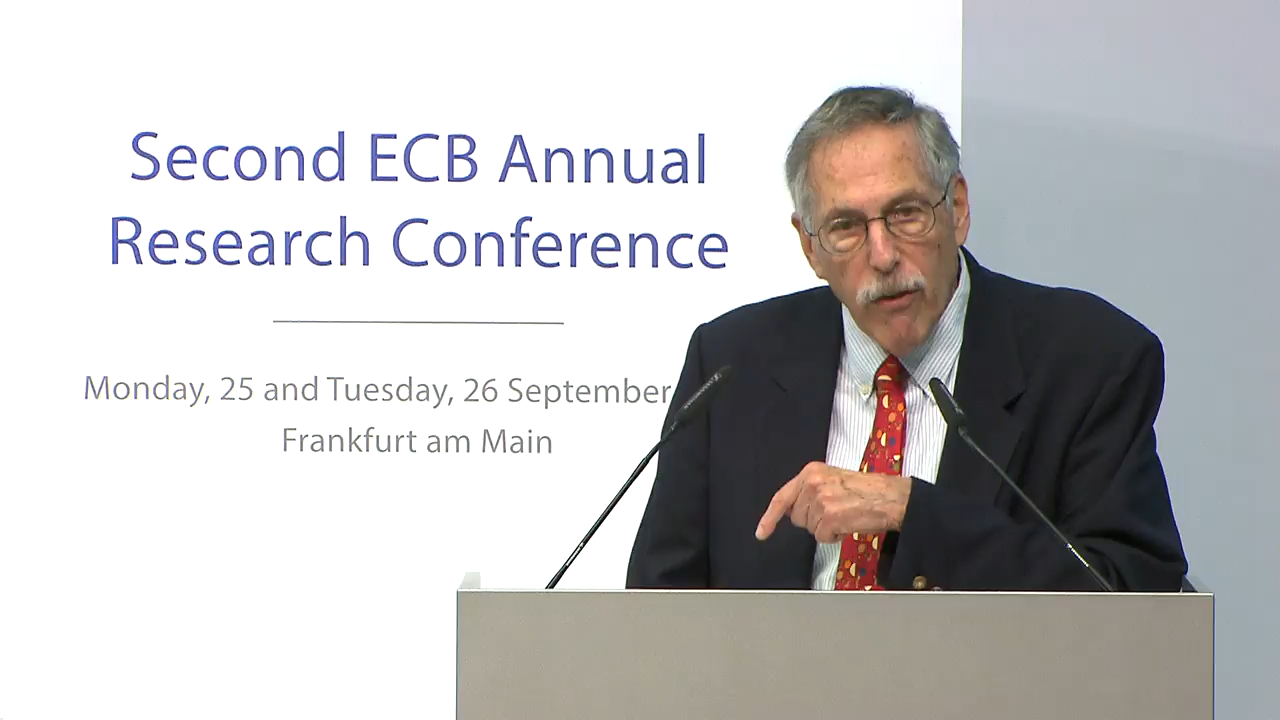 Second ECB Annual
Research Conference
Monday, 25 and Tuesday, 26 September
Frankfurt am Main